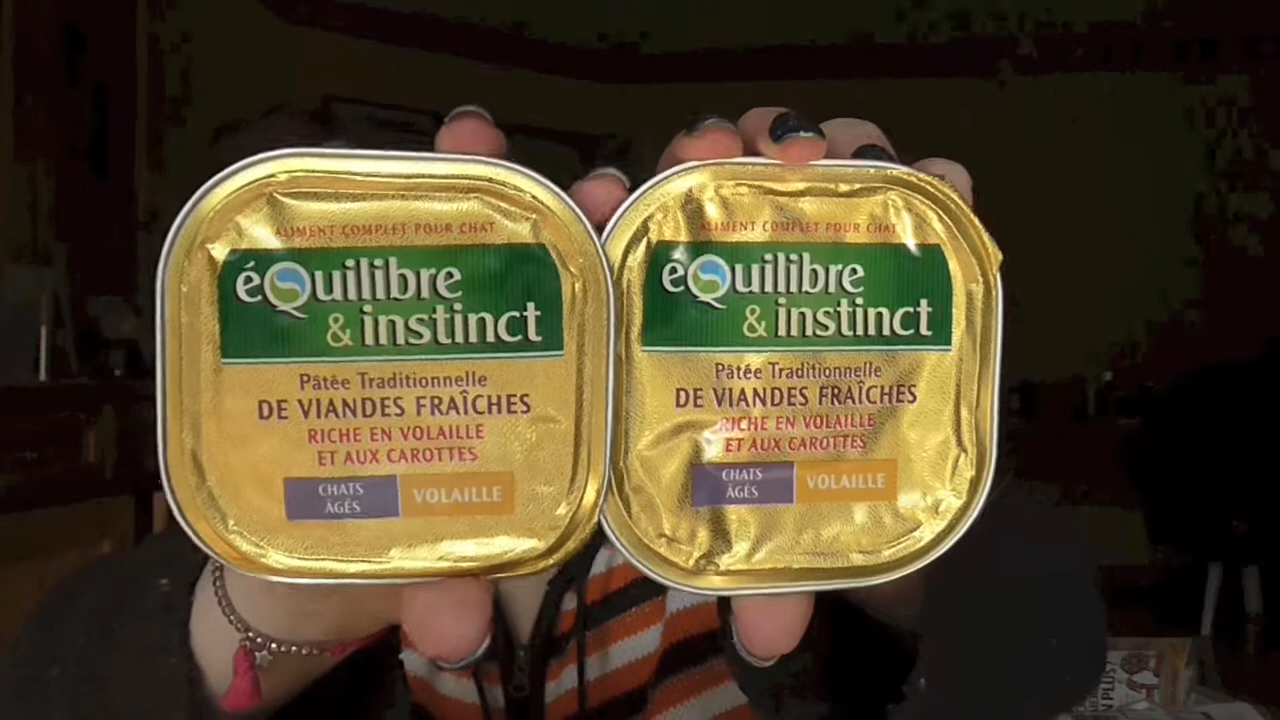 ALIMENT COMPLET POUR CHAT
éQuilibre
& instinct
Pâtée Traditionnelle
DE VIANDES FRAÎCHES
RICHE EN VOLAILLE
ET AUX CAROTTES
CHATS
ÂGÉS
VOLAILLE
ALIMENT COMPLET POUR CHAT
éQuilibre
& instinct
Pâtée Traditionnelle
DE VIANDES FRAÎCHES
RICHE EN VOLAILLE
ET AUX CAROTTES
CHATS
ÂGÉS
VOLAILLE
PLUS